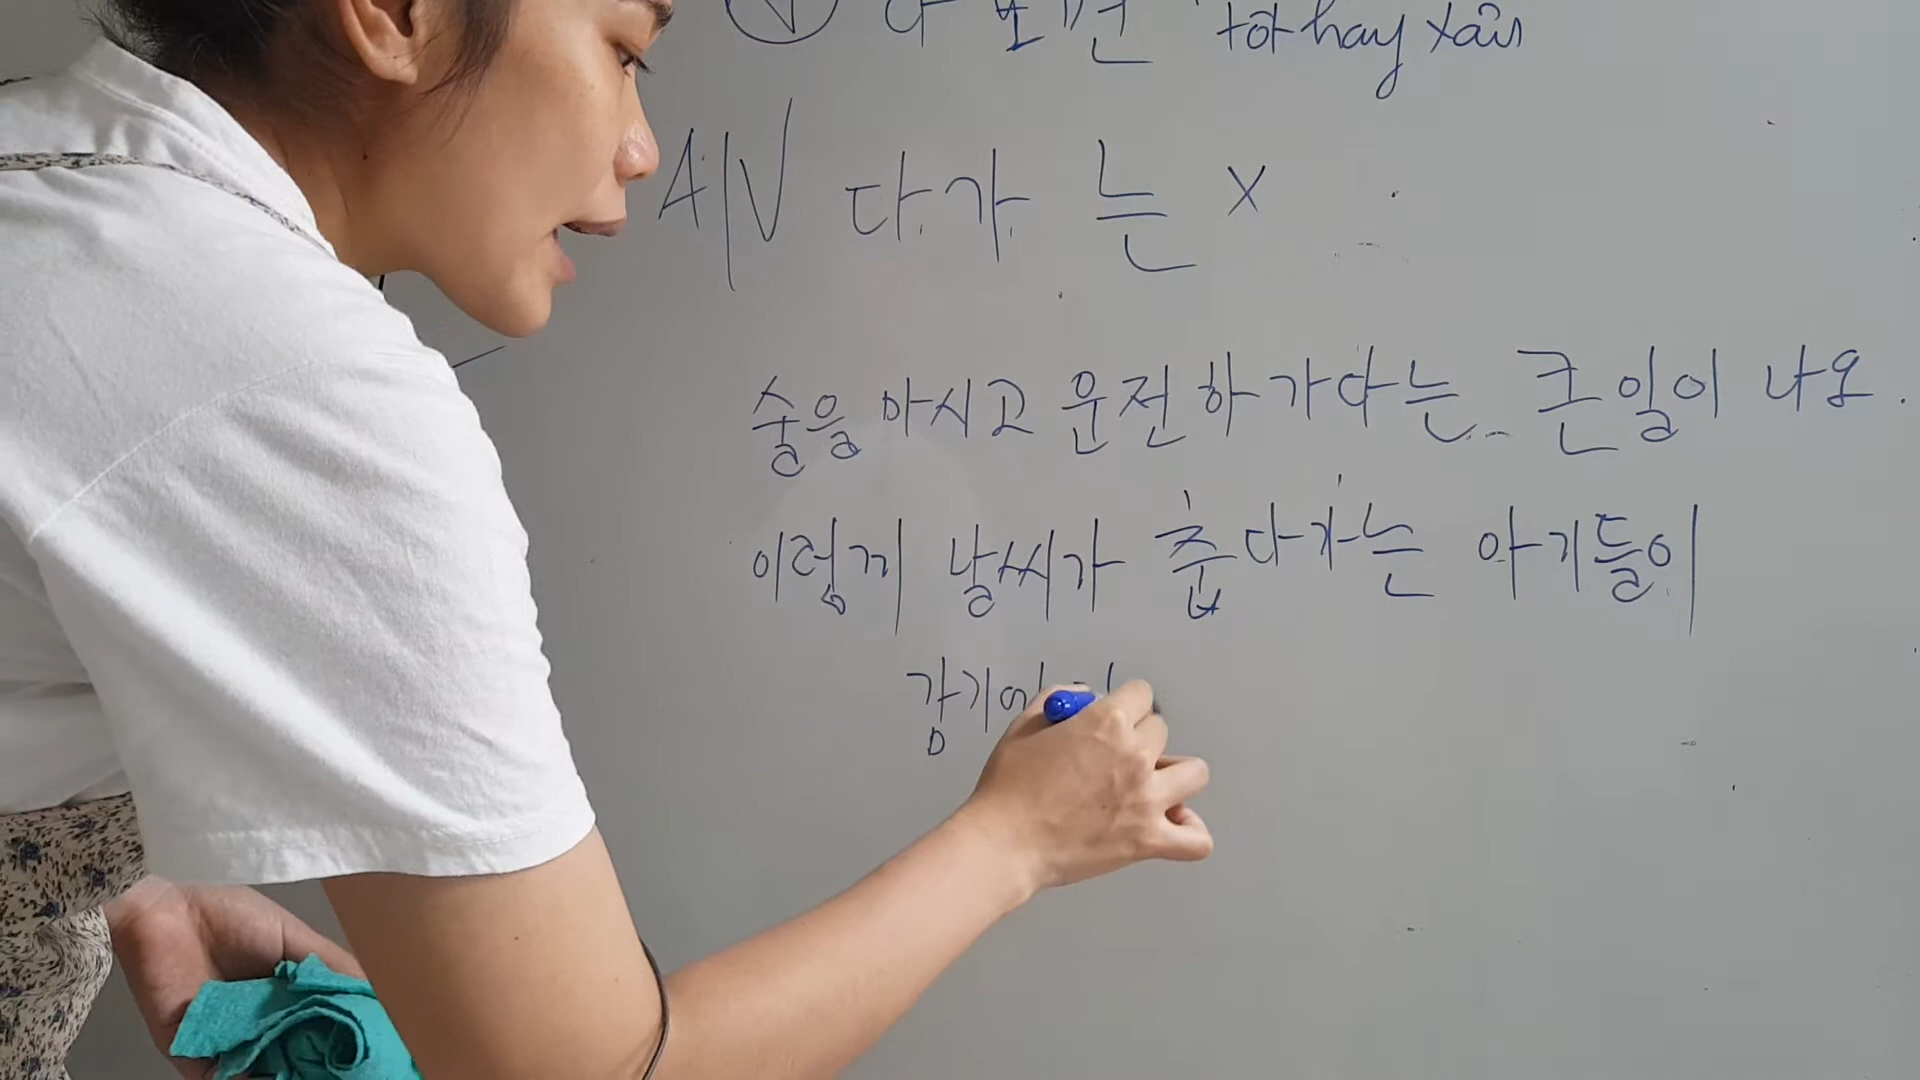 다 보면 tốt hay xấu
A/V 다가 는 X
술을 마시고 운전하가다는 큰일이 나요.
이렇게 날씨가 춥다가는 아기들이
감기에